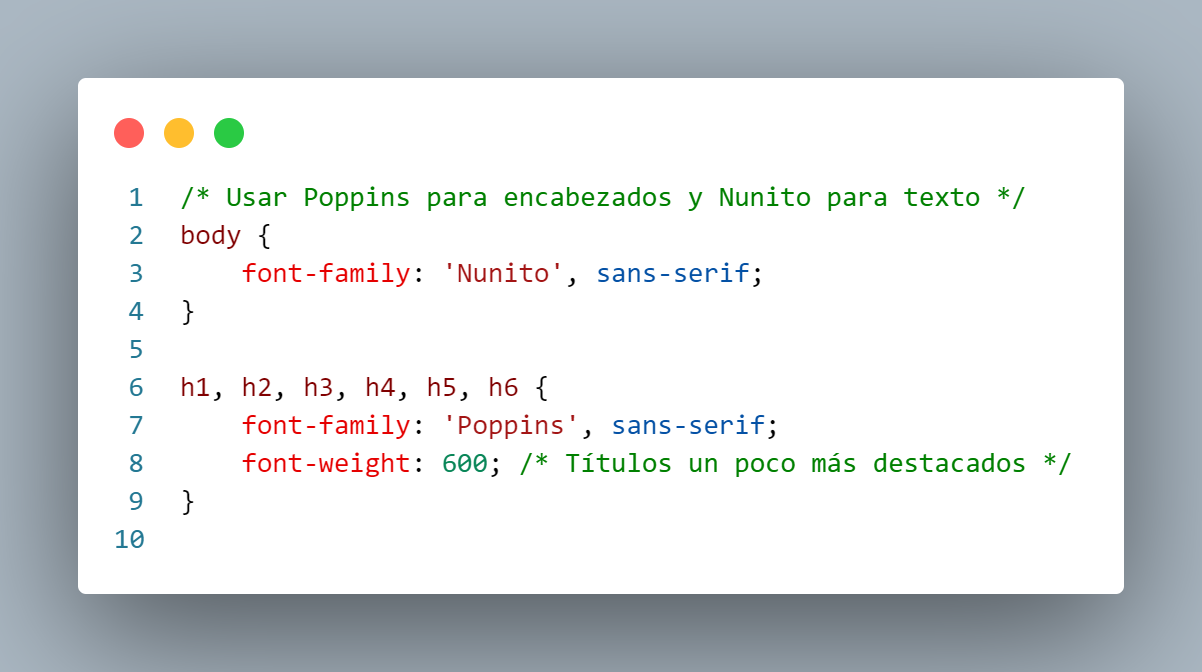 1 /* Usar Poppins para encabezados y Nunito para texto */
2 body {
3     font-family: 'Nunito', sans-serif;
4 }
5
6 h1, h2, h3, h4, h5, h6 {
7     font-family: 'Poppins', sans-serif;
8     font-weight: 600; /* Títulos un poco más destacados */
9 }
10